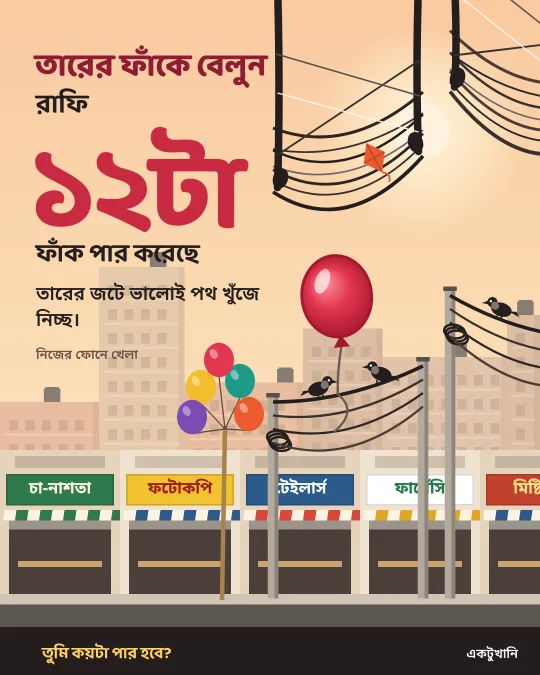 তারের ফাঁকে বেলুন
রাফি
১২টা
ফাঁক পার করেছে
তারের জটে ভালোই পথ খুঁজে
নিচ্ছ।
নিজের ফোনে খেলা
চা-নাশতা
ফটোকপি
টেইলার্স
তুমি কয়টা পার হবে?
একটুখানি